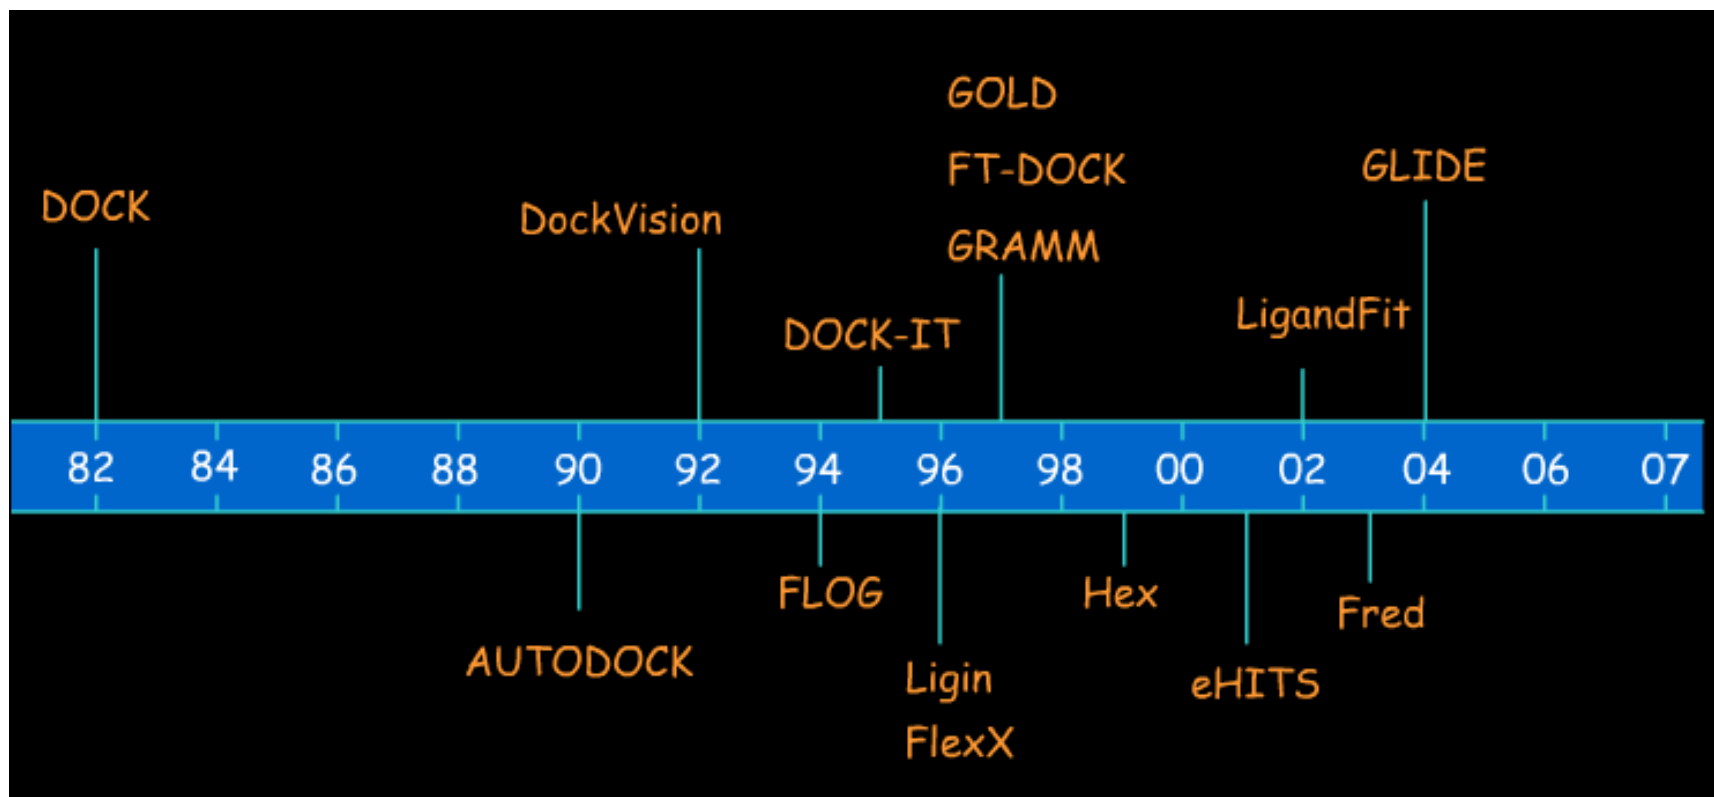 GOLD
FT-DOCK
GLIDE
DOCK
DockVision
GRAMM
LigandFit
DOCK-IT
82 84 86 88 90 92 94 96 98 00 02 04 06 07
FLOG
Hex
Fred
AUTODOCK
Ligin
eHITS
FlexX